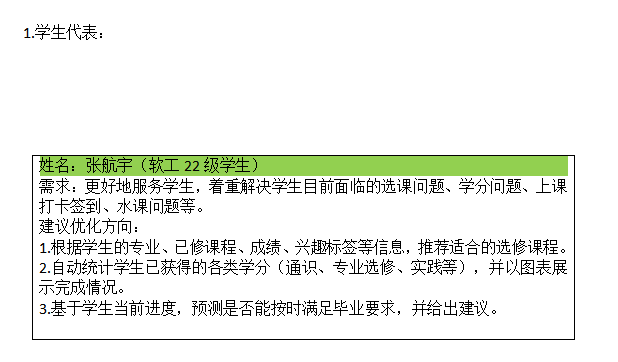 1.学生代表：
姓名：张航宇（软工 22 级学生）
需求：更好地服务学生，着重解决学生目前面临的选课问题、学分问题、上课
打卡签到、水课问题等。
建议优化方向：
1.根据学生的专业、已修课程、成绩、兴趣标签等信息，推荐适合的选修课程。
2.自动统计学生已获得的各类学分（通识、专业选修、实践等），并以图表展
示完成情况。
3.基于学生当前进度，预测是否能按时满足毕业要求，并给出建议。